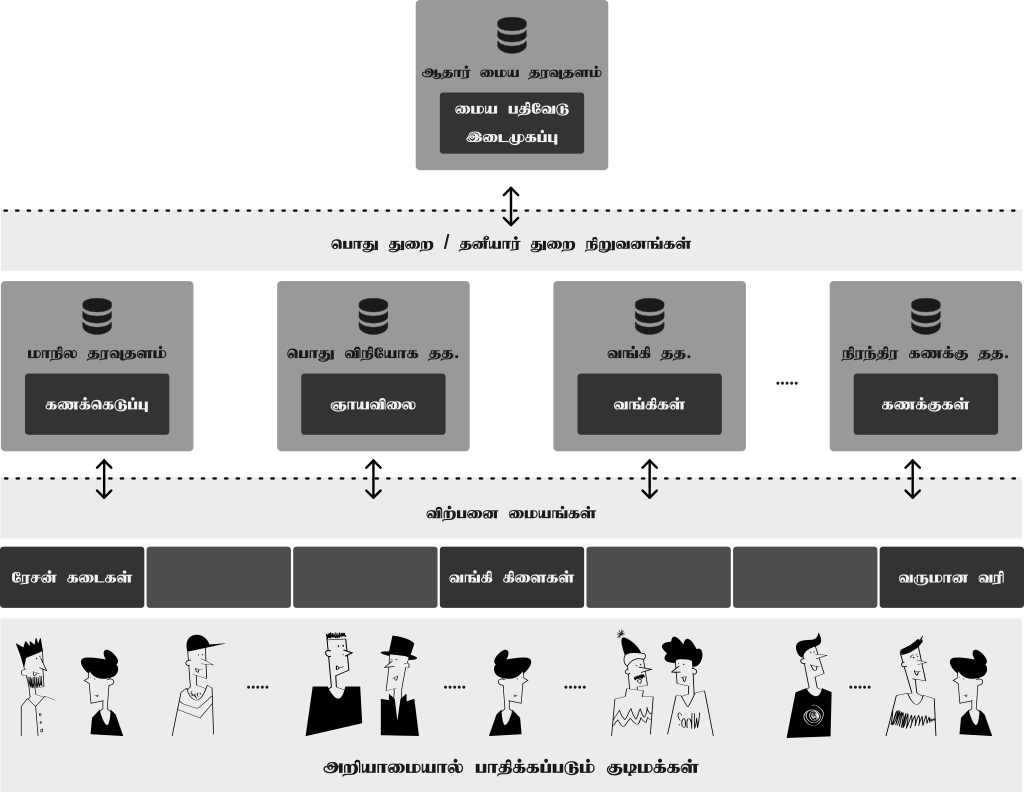 ஆதார் மைய தரவுதளம்
மைய பதிவேடு
இடைமுகப்பு
பொது துறை / தனியார் துறை நிறுவனங்கள்
மாநில தரவுதளம்
பொது விநியோக தத.
வங்கி தத.
நிரந்திர கணக்கு தத.
கணக்கெடுப்பு
ஞாயவிலை
வங்கிகள்
.....
கணக்குகள்
விற்பனை மையங்கள்
ரேசன் கடைகள்
வங்கி கிளைகள்
வருமான வரி
..... ..... ..... .....
அறியாமையால் பாதிக்கப்படும் குடிமக்கள்